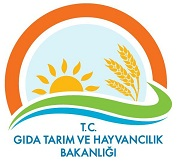 T.C.
GIDA TARIM VE HAYVANCILIK
BAKANLIĞI